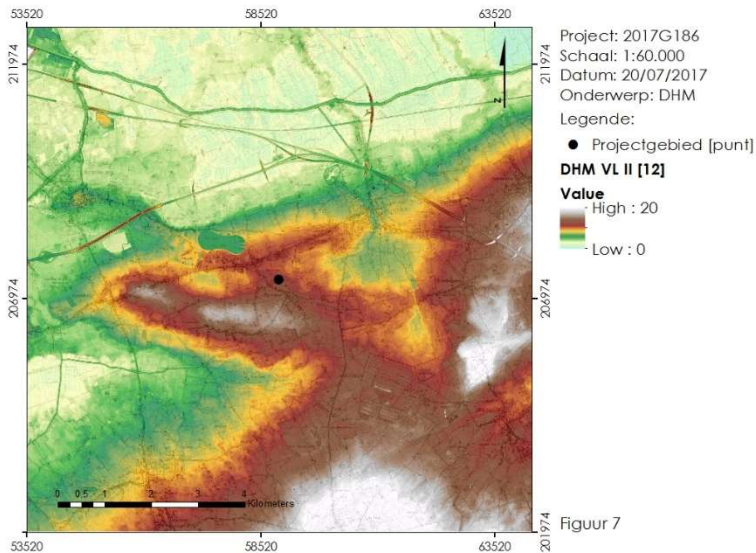 53520
58520
63520
211974
211974
206974
206974
201974
53520
58520
63520
N
0
0,5
1
2
3
4
Kilometers
Project: 2017G186
Schaal: 1:60.000
Datum: 20/07/2017
Onderwerp: DHM
Legende:
Projectgebied [punt]
DHM VL II [12]
Value
High : 20
Low : 0
Figuur 7